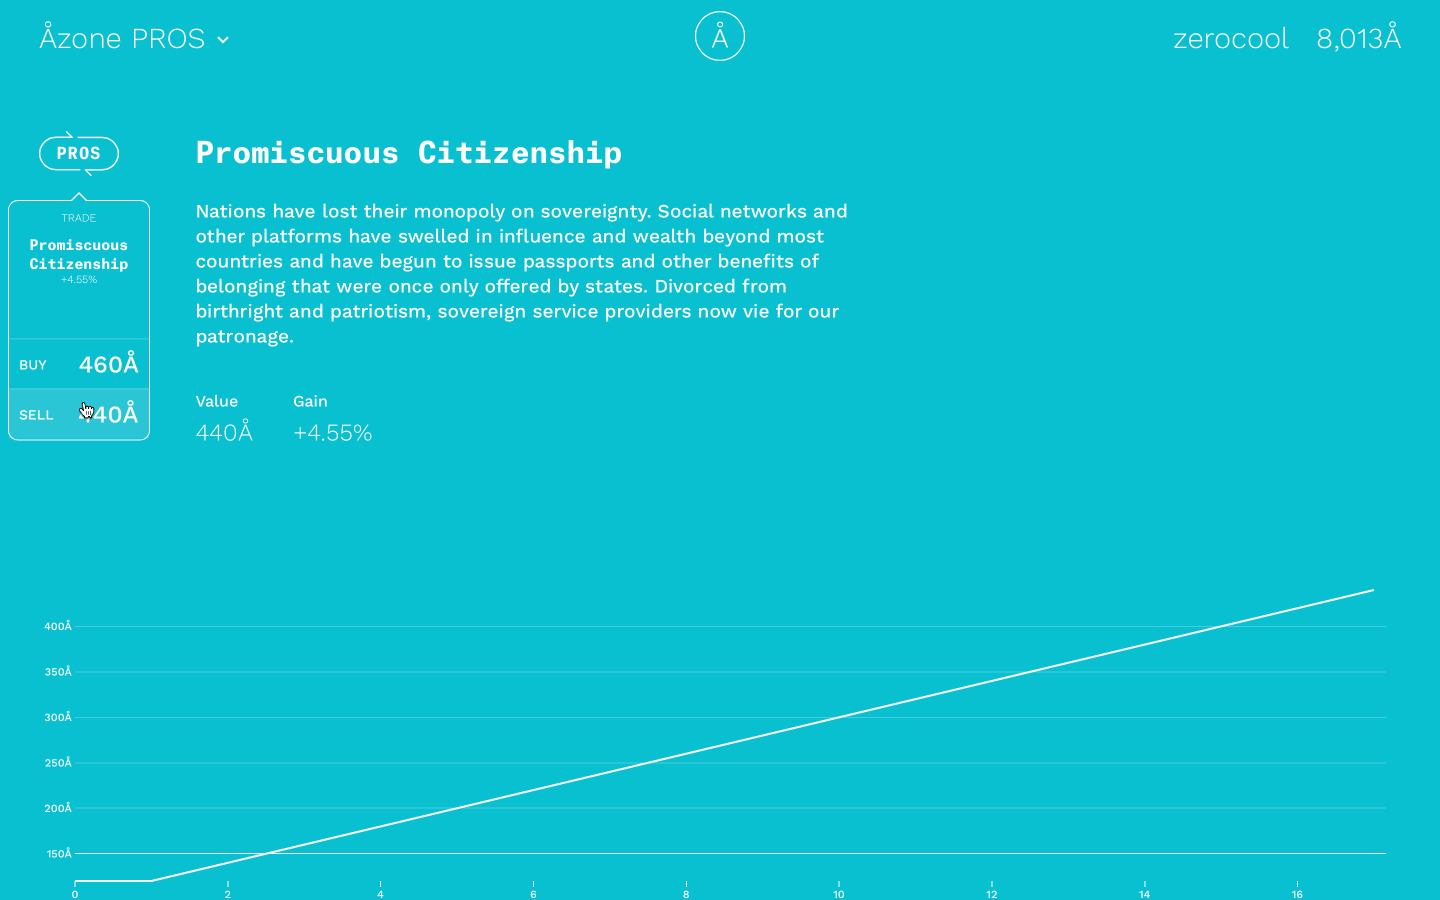 Åzone PROS
Å
zerocool 8,013Å
PROS
TRADE
Promiscuous
Citizenship
+4.55%
BUY 460Å
SELL 440Å
Promiscuous Citizenship
Nations have lost their monopoly on sovereignty. Social networks and
other platforms have swelled in influence and wealth beyond most
countries and have begun to issue passports and other benefits of
belonging that were once only offered by states. Divorced from
birthright and patriotism, sovereign service providers now vie for our
patronage.
Value Gain
440Å +4.55%
400Å
350Å
300Å
250Å
200Å
150Å
0 2 4 6 8 10 12 14 16